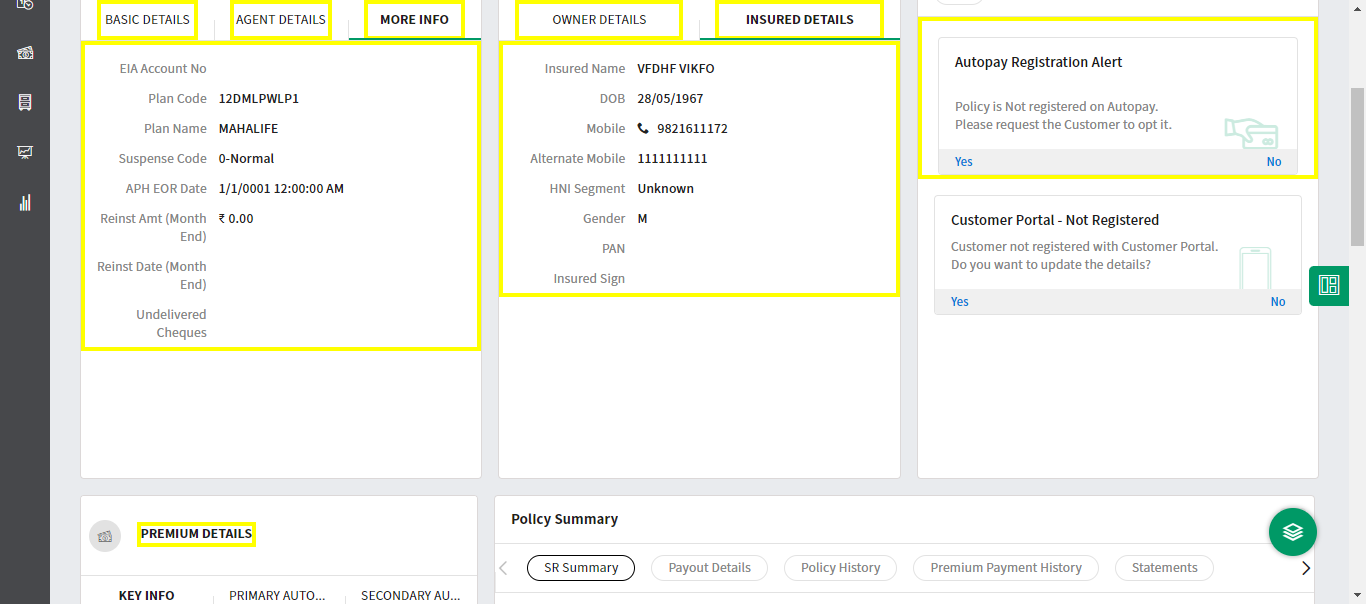 BASIC DETAILS
AGENT DETAILS
MORE INFO
EIA Account No
Plan Code 12DMLPWLP1
Plan Name MAHALIFE
Suspense Code 0-Normal
APH EOR Date 1/1/0001 12:00:00 AM
Reinst Amt (Month ₹ 0.00
End)
Reinst Date (Month
End)
Undelivered
Cheques
OWNER DETAILS
INSURED DETAILS
Insured Name VFDHF VIKFO
DOB 28/05/1967
Mobile 9821611172
Alternate Mobile 1111111111
HNI Segment Unknown
Gender M
PAN
Insured Sign
Autopay Registration Alert
Policy is Not registered on Autopay.
Please request the Customer to opt it.
Yes No
Customer Portal - Not Registered
Customer not registered with Customer Portal.
Do you want to update the details?
Yes No
PREMIUM DETAILS
KEY INFO PRIMARY AUTO... SECONDARY AU...
Policy Summary
SR Summary Payout Details Policy History Premium Payment History Statements